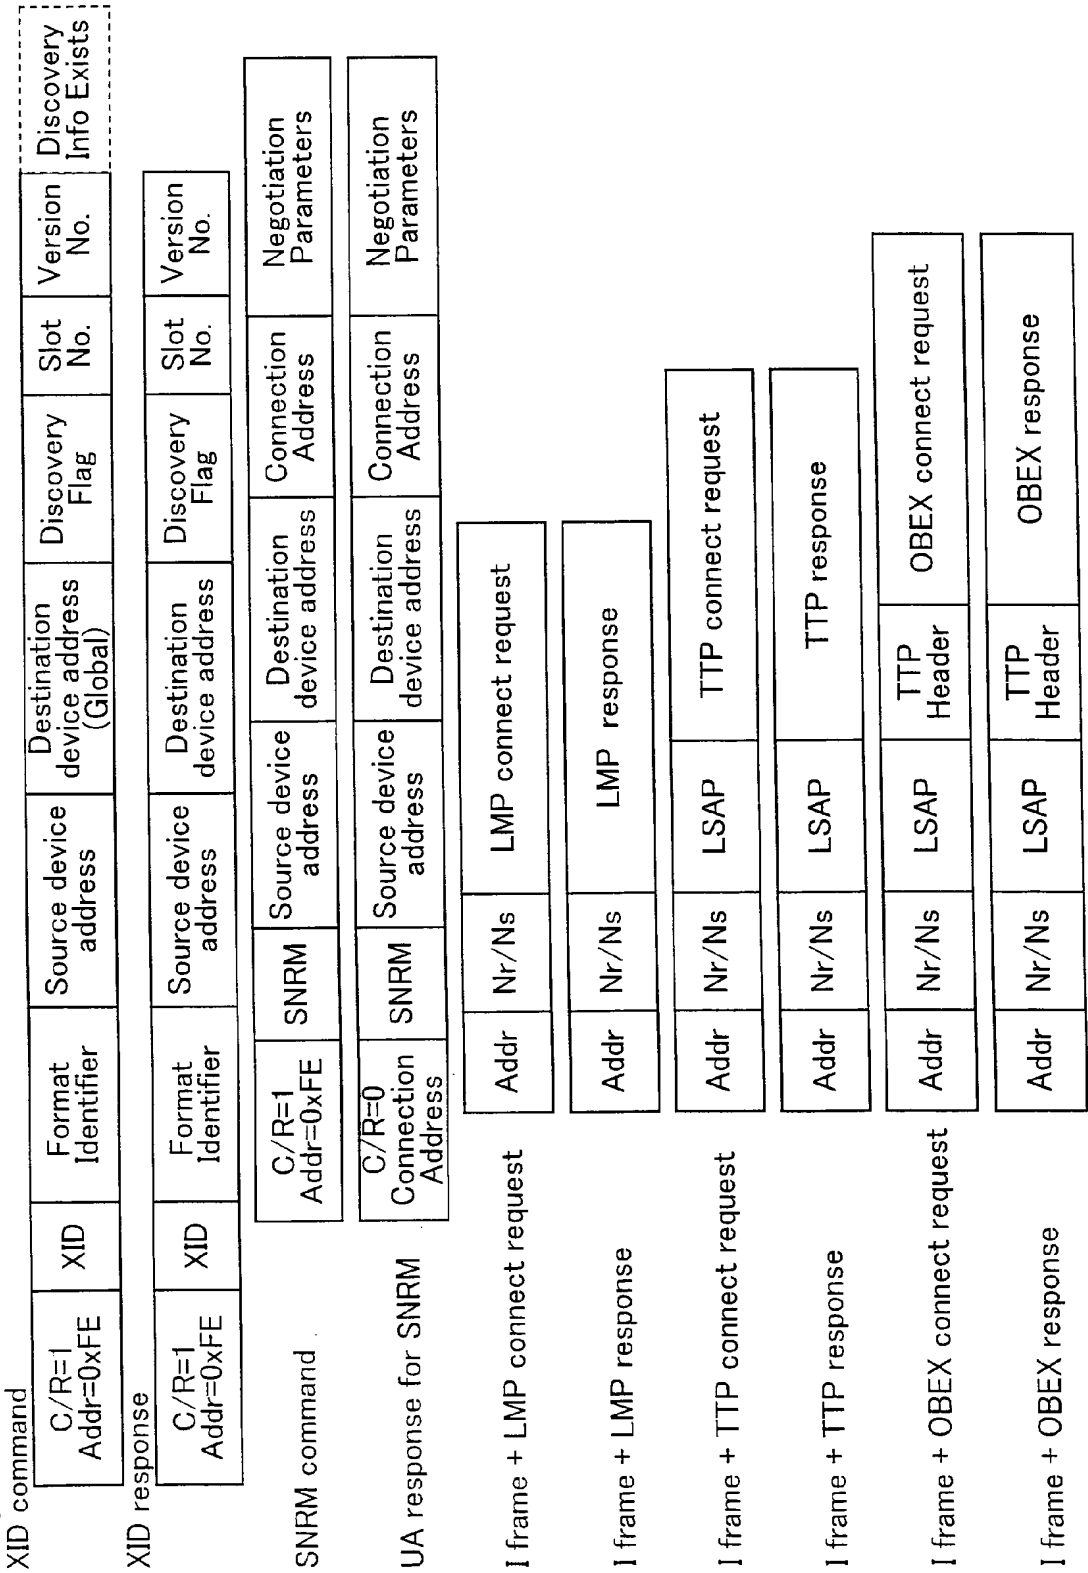 XID command
C/R=1
Addr=0xFE
XID
Format
Identifier
Source device
address
Destination
device address
(Global)
Discovery
Flag
Slot
No.
Version
No.
Discovery
Info Exists
XID response
C/R=1
Addr=0xFE
XID
Format
Identifier
Source device
address
Destination
device address
Discovery
Flag
Slot
No.
Version
No.
SNRM command
C/R=1
Addr=0xFE
SNRM
Source device
address
Destination
device address
Connection
Address
Negotiation
Parameters
UA response for SNRM
C/R=0
Connection
Address
SNRM
Source device
address
Destination
device address
Connection
Address
Negotiation
Parameters
I frame + LMP connect request
Addr
Nr/Ns
LMP connect request
I frame + LMP response
Addr
Nr/Ns
LMP response
I frame + TTP connect request
Addr
Nr/Ns
LSAP
TTP connect request
I frame + TTP response
Addr
Nr/Ns
LSAP
TTP response
I frame + OBEX connect request
Addr
Nr/Ns
LSAP
TTP
Header
OBEX connect request
I frame + OBEX response
Addr
Nr/Ns
LSAP
TTP
Header
OBEX response